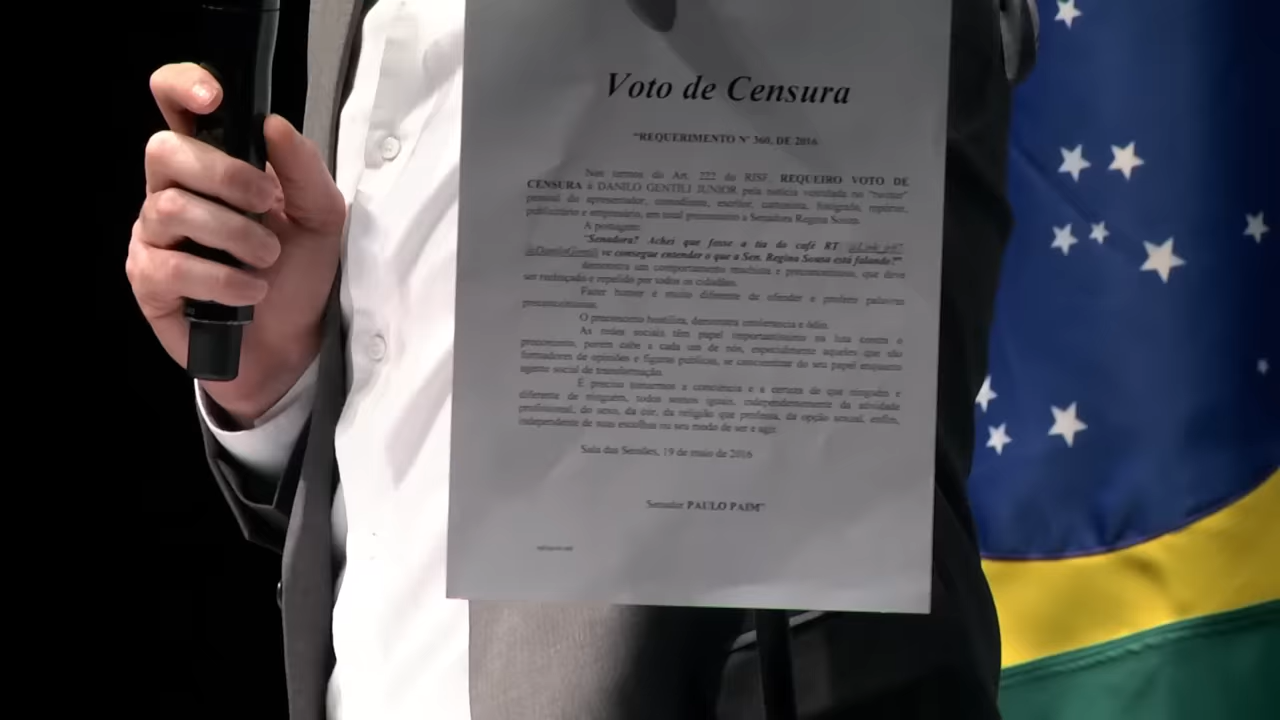 Voto de Censura
"REQUERIMENTO Nº 360, DE 2016
Nos termos do Art. 222 do RISF, REQUEIRO VOTO DE
CENSURA à DANILO GENTILI JUNIOR pela notícia veiculada no "twitter"
pessoal do apresentador, comediante, escritor, cartunista, fotógrafo, repórter,
publicitário e empresário, em total preconceito a Senadora Regina Sousa.
A postagem:
"Senadora? Achei que fosse a tia do café RT
@DaniloGentili ve consegue entender o que a Sen. Regina Sousa está falando?"
demonstra um comportamento machista e preconceituoso, que deve
ser rechaçado e repelido por todos os cidadãos.
Fazer humor é muito diferente de ofender e proferir palavras
preconceituosas.
O preconceito hostiliza, demonstra intolerancia e ódio.
As redes sociais têm papel importantíssimo na luta contra o
preconceito, porem cabe a cada um de nós, especialmente aqueles que são
formadores de opiniões e figuras publicas, se conscientizar do seu papel enquanto
agente social de transformação.
É preciso tomarmos a conciência e a certeza de que ninguém é
diferente de ninguem, todos somos iguais, independentemente da atividade
profissional, do sexo, da cor, da religião que professa, da opção sexual, enfim,
independente de suas escolhas ou seu modo de ser e agir.
Sala das Sessões, 19 de maio de 2016
Senador PAULO PAIM"